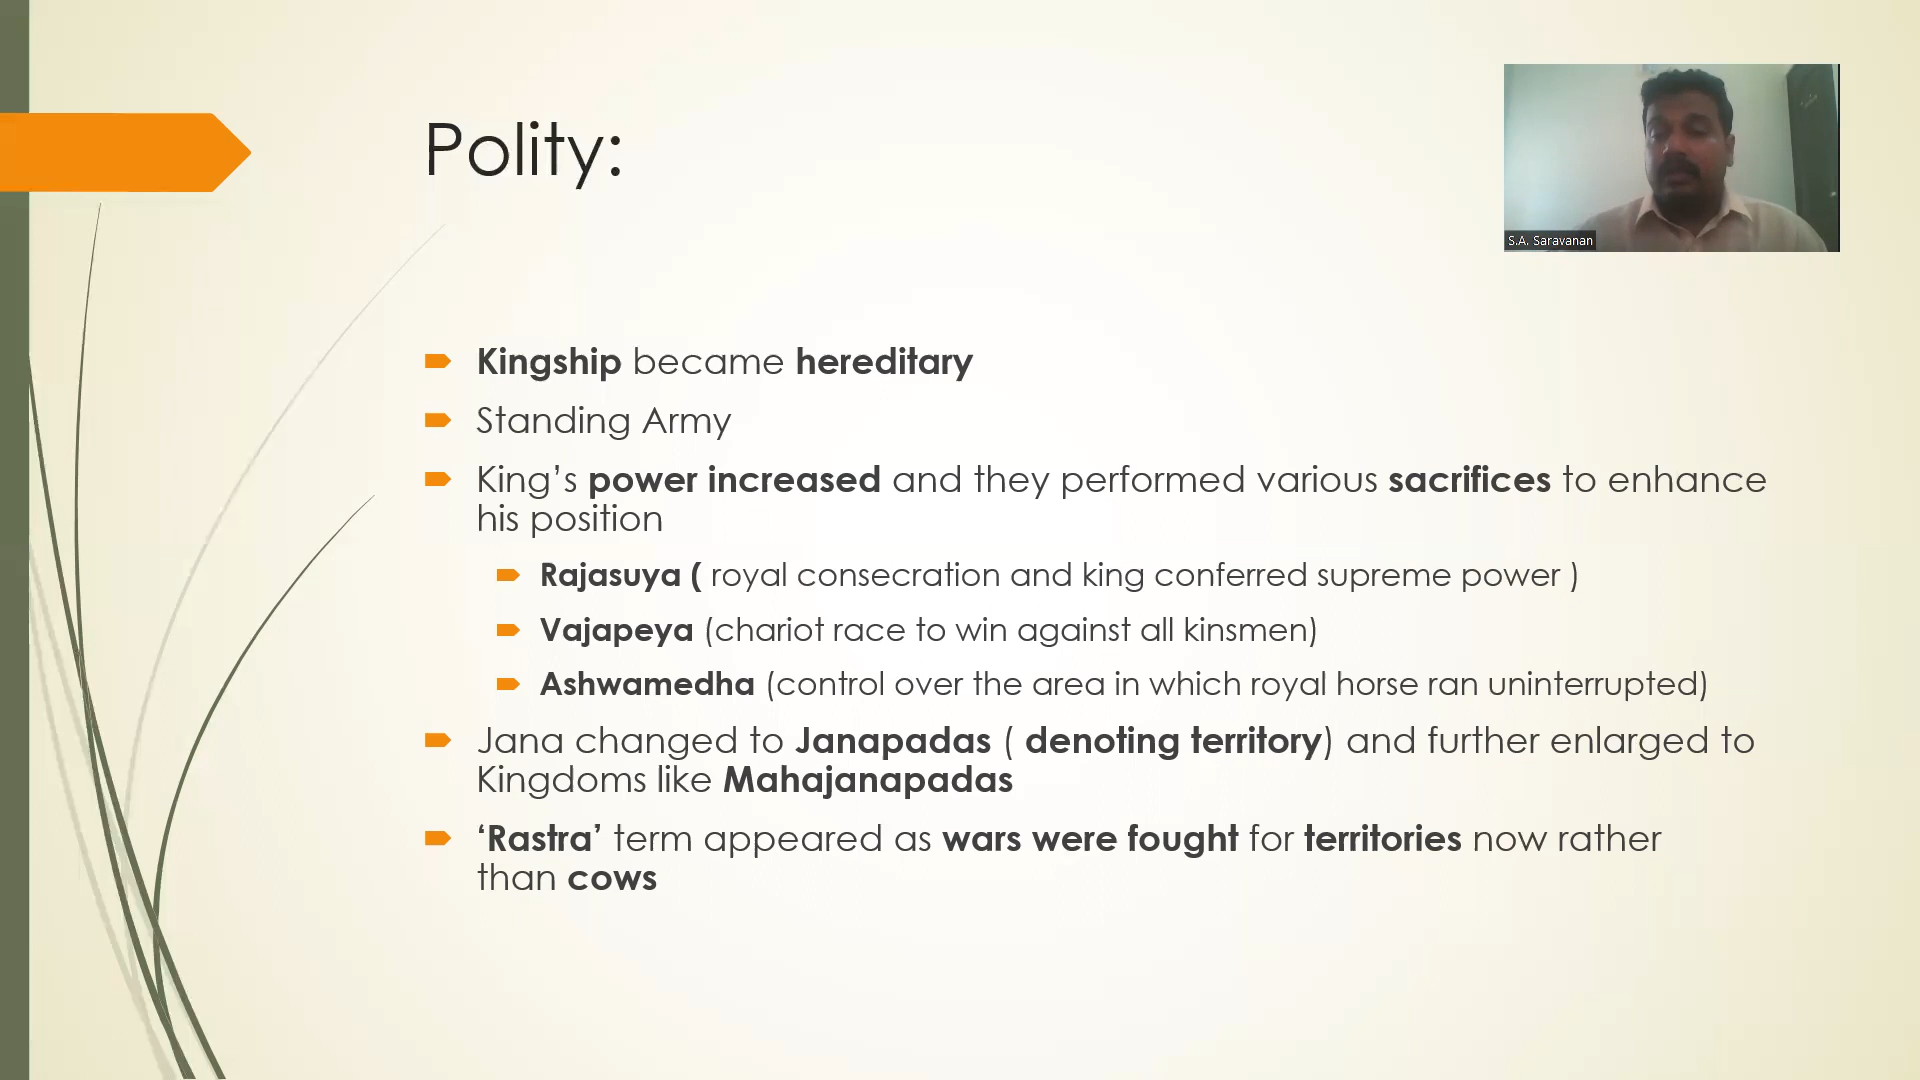 Polity:
S.A. Saravanan
Kingship became hereditary
Standing Army
King’s power increased and they performed various sacrifices to enhance
his position
Rajasuya ( royal consecration and king conferred supreme power )
Vajapeya (chariot race to win against all kinsmen)
Ashwamedha (control over the area in which royal horse ran uninterrupted)
Jana changed to Janapadas ( denoting territory) and further enlarged to
Kingdoms like Mahajanapadas
‘Rastra’ term appeared as wars were fought for territories now rather
than cows